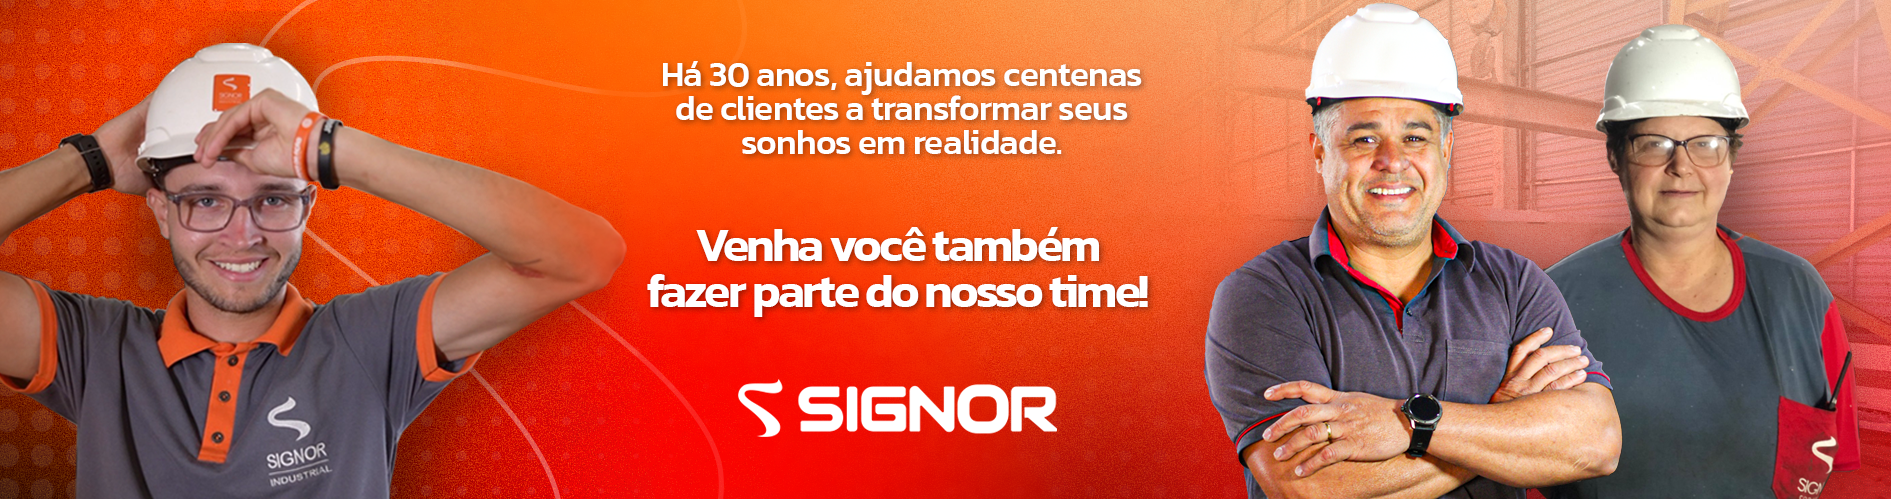 SIGNOR
Há 30 anos, ajudamos centenas
de clientes a transformar seus
sonhos em realidade.
Venha você também
fazer parte do nosso time!
SIGNOR
SIGNOR
INDUSTRIAL